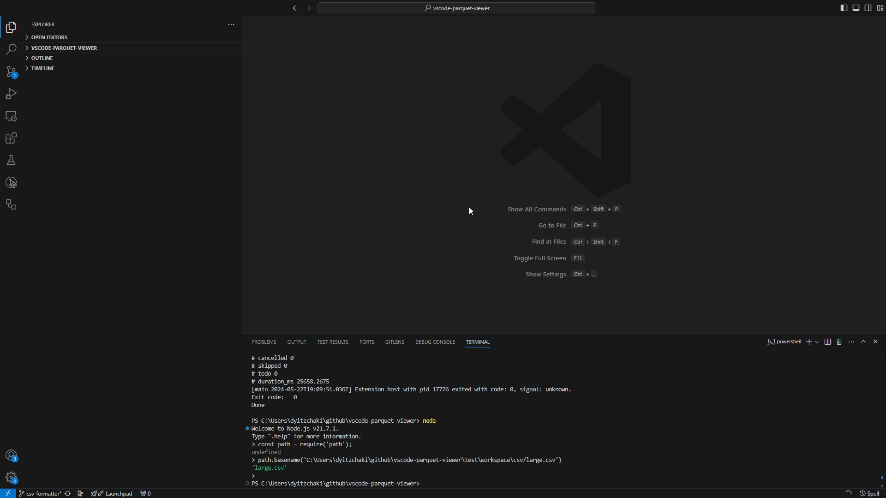 vscode-parquet-viewer
EXPLORER
OPEN EDITORS
VSCODE-PARQUET-VIEWER
OUTLINE
TIMELINE
Show All Commands Ctrl + Shift + P
Go to File Ctrl + P
Find in Files Ctrl + Shift + F
Toggle Full Screen F11
Show Settings Ctrl + ,
PROBLEMS OUTPUT TEST RESULTS PORTS GITLENS DEBUG CONSOLE TERMINAL
powershell
# cancelled 0
# skipped 0
# todo 0
# duration_ms 25658.2675
[main 2024-05-22T19:09:51.036Z] Extension host with pid 17776 exited with code: 0, signal: unknown.
Exit code: 0
Done
PS C:\Users\dyitzchaki\github\vscode-parquet-viewer> node
Welcome to Node.js v21.7.1.
Type ".help" for more information.
> const path = require('path');
undefined
> path.basename('C:\Users\dyitzchaki\github\vscode-parquet-viewer\test\workspace\csv/large.csv')
'large.csv'
>
PS C:\Users\dyitzchaki\github\vscode-parquet-viewer>
csv-formatter* Launchpad 0 Spell